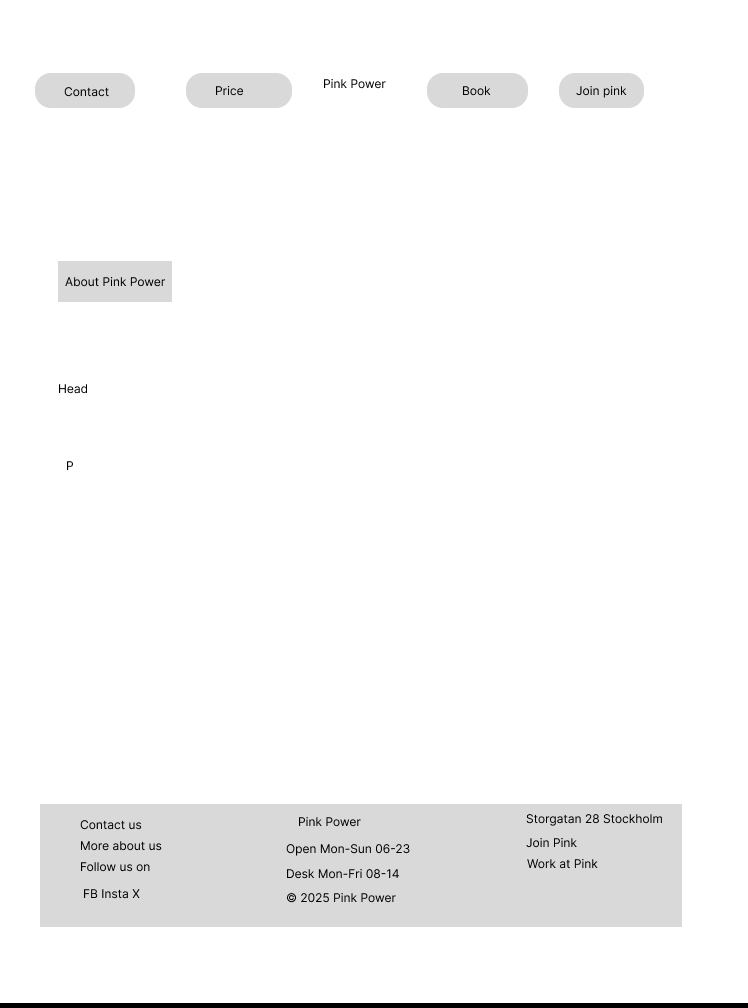 Contact
Price
Pink Power
Book
Join pink
About Pink Power
Head
P
Contact us
More about us
Follow us on
FB Insta X
Pink Power
Open Mon-Sun 06-23
Desk Mon-Fri 08-14
© 2025 Pink Power
Storgatan 28 Stockholm
Join Pink
Work at Pink